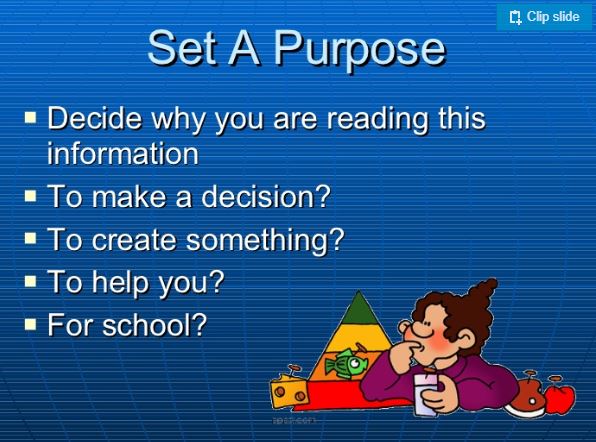 Clip slide
Set A Purpose
Decide why you are reading this
information
To make a decision?
To create something?
To help you?
For school?